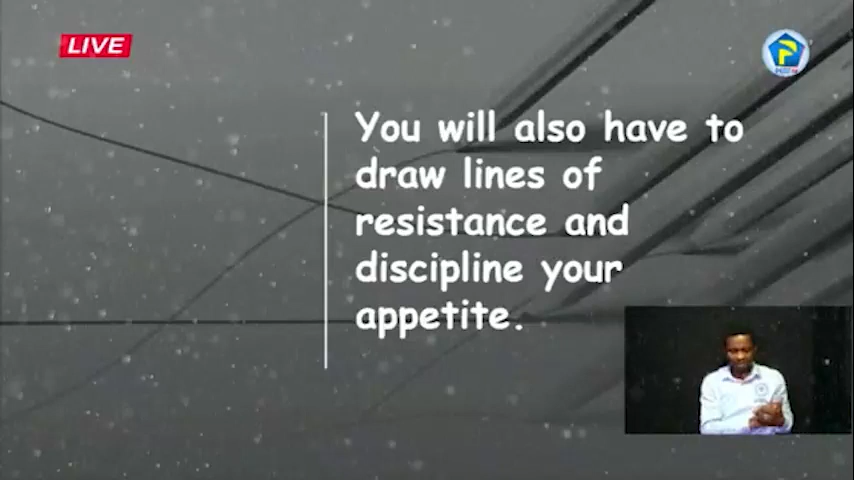 LIVE
You will also have to
draw lines of
resistance and
discipline your
appetite.